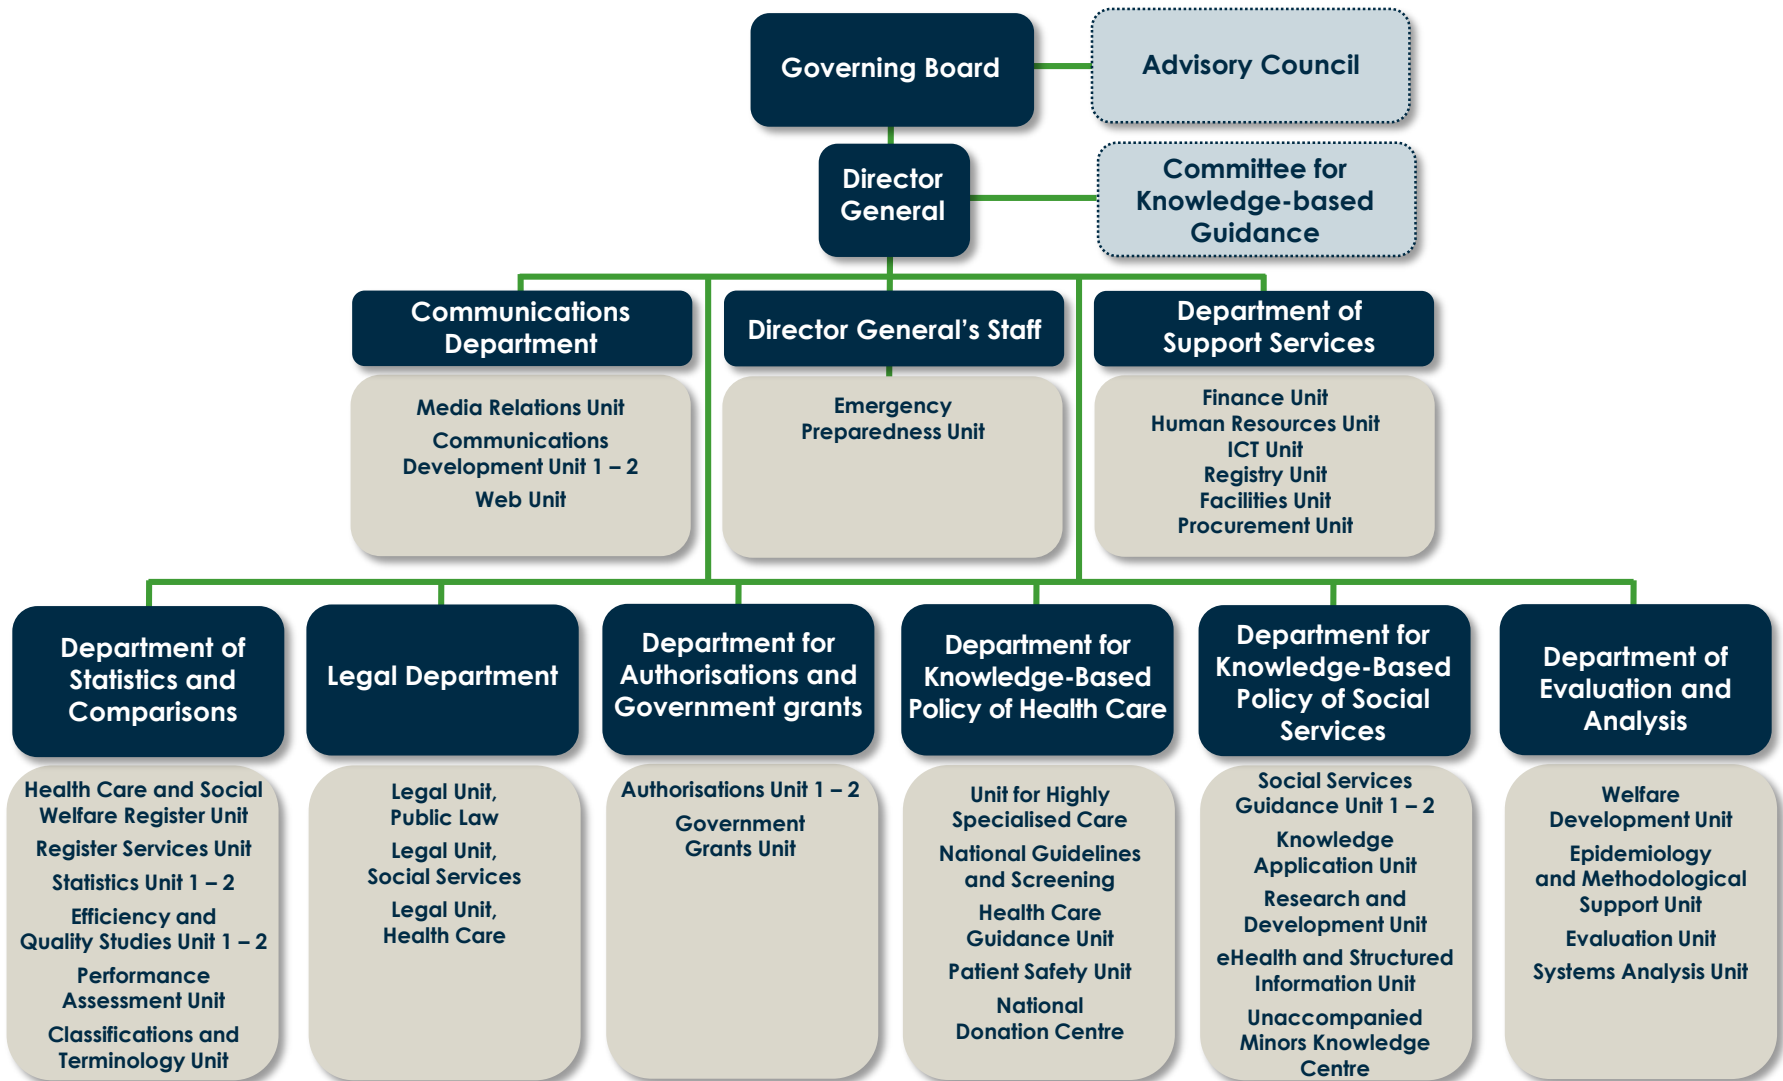 Governing Board
Advisory Council
Director
General
Committee for
Knowledge-based
Guidance
Communications
Department
Director General’s Staff
Department of
Support Services
Media Relations Unit
Communications
Development Unit 1 – 2
Web Unit
Emergency
Preparedness Unit
Finance Unit
Human Resources Unit
ICT Unit
Registry Unit
Facilities Unit
Procurement Unit
Department of
Statistics and
Comparisons
Legal Department
Department for
Authorisations and
Government grants
Department for
Knowledge-Based
Policy of Health Care
Department for
Knowledge-Based
Policy of Social
Services
Department of
Evaluation and
Analysis
Health Care and Social
Welfare Register Unit
Register Services Unit
Statistics Unit 1 – 2
Efficiency and
Quality Studies Unit 1 – 2
Performance
Assessment Unit
Classifications and
Terminology Unit
Legal Unit,
Public Law
Legal Unit,
Social Services
Legal Unit,
Health Care
Authorisations Unit 1 – 2
Government
Grants Unit
Unit for Highly
Specialised Care
National Guidelines
and Screening
Health Care
Guidance Unit
Patient Safety Unit
National
Donation Centre
Social Services
Guidance Unit 1 – 2
Knowledge
Application Unit
Research and
Development Unit
eHealth and Structured
Information Unit
Unaccompanied
Minors Knowledge
Centre
Welfare
Development Unit
Epidemiology
and Methodological
Support Unit
Evaluation Unit
Systems Analysis Unit